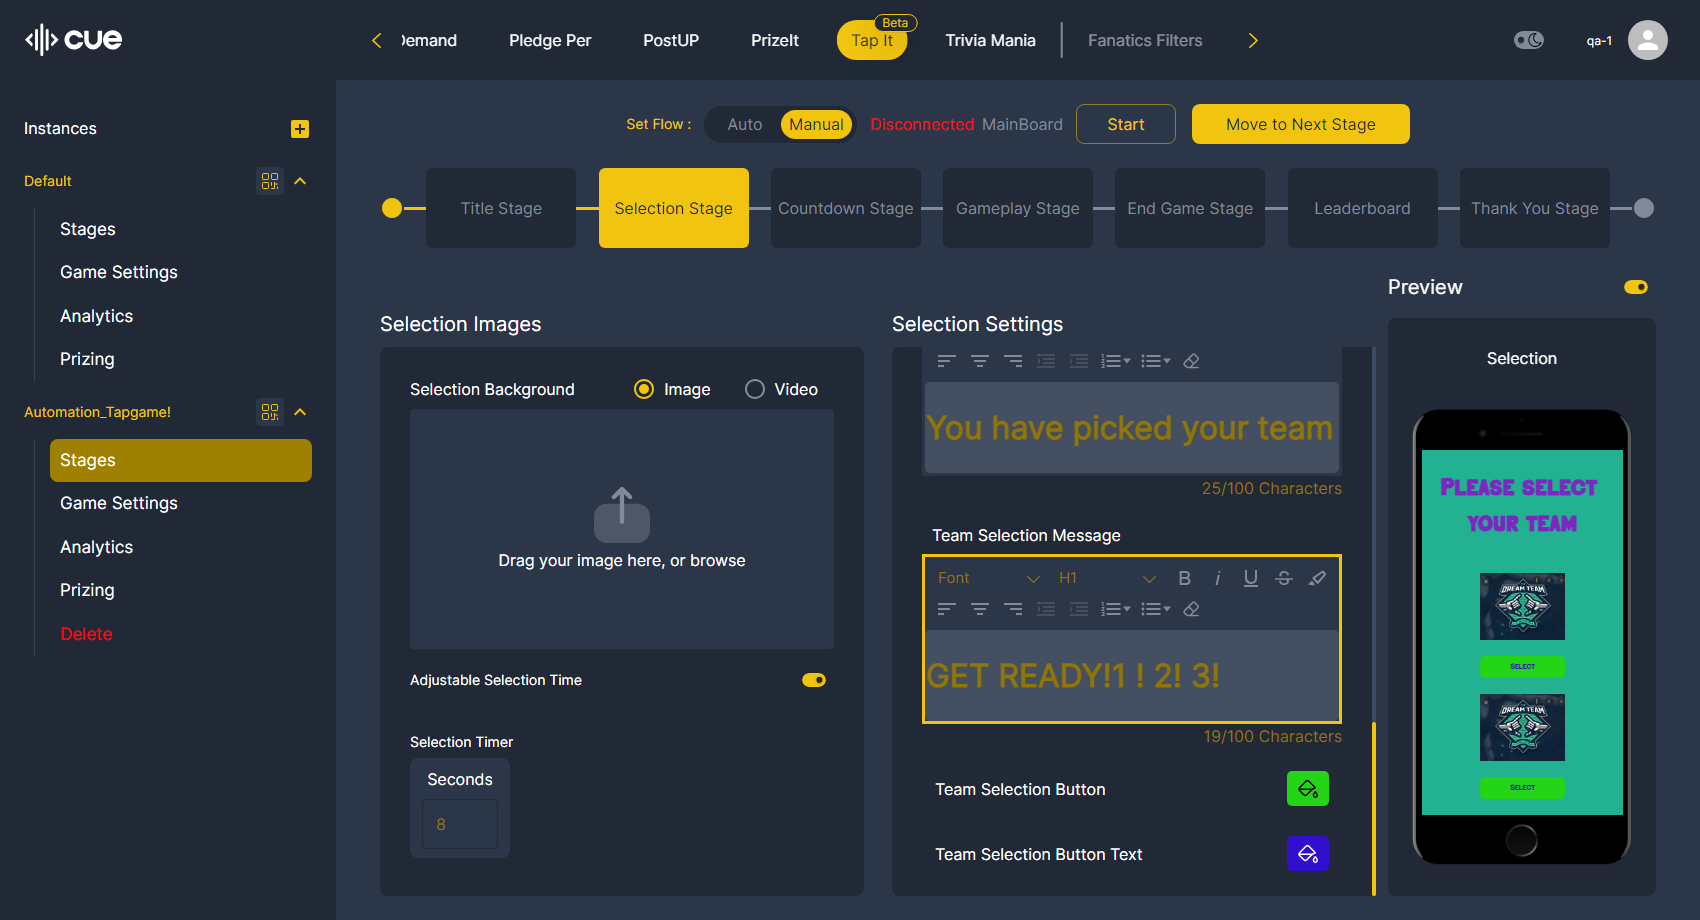 cue
Demand
Pledge Per
PostUP
PrizeIt
Tap It
Beta
Trivia Mania
Fanatics Filters
qa-1
Instances
Default
Stages
Game Settings
Analytics
Prizing
Automation_Tapgame!
Stages
Game Settings
Analytics
Prizing
Delete
Set Flow :
Auto
Manual
Disconnected MainBoard
Start
Move to Next Stage
Title Stage
Selection Stage
Countdown Stage
Gameplay Stage
End Game Stage
Leaderboard
Thank You Stage
Selection Images
Selection Background
Image
Video
Drag your image here, or browse
Adjustable Selection Time
Selection Timer
Seconds
8
Selection Settings
You have picked your team
25/100 Characters
Team Selection Message
Font
H1
GET READY!1 ! 2! 3!
19/100 Characters
Team Selection Button
Team Selection Button Text
Preview
Selection
Please select
your team
DREAM TEAM
SELECT
DREAM TEAM
SELECT